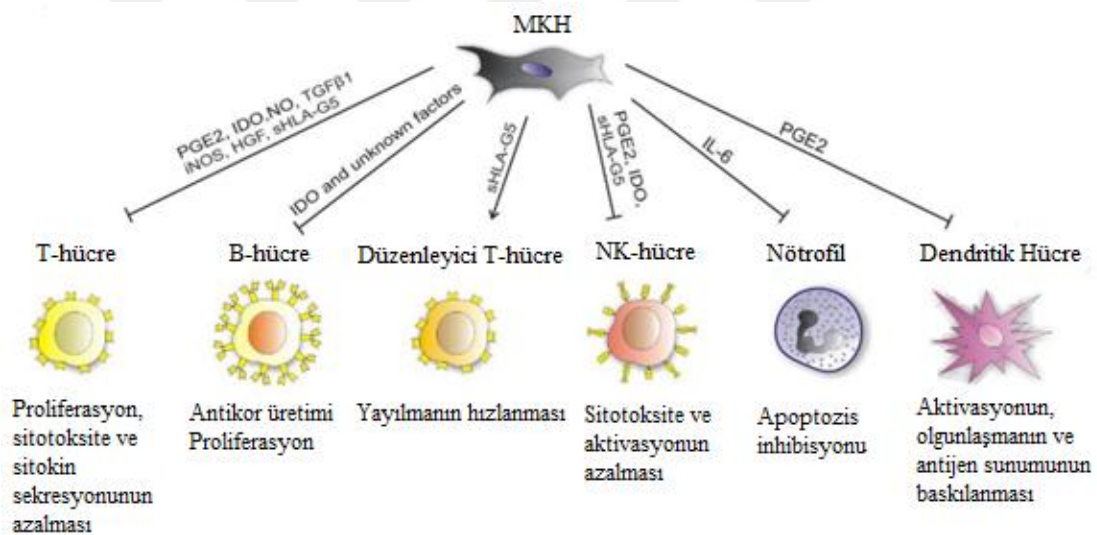 MKH
PGE2, IDO,NO, TGFβ1
iNOS, HGF, sHLA-G5
IDO and unknown factors
sHLA-G5
PGE2, IDO,
sHLA-G5
IL-6
PGE2
T-hücre
B-hücre
Düzenleyici T-hücre
NK-hücre
Nötrofil
Dendritik Hücre
Proliferasyon,
sitotoksite ve
sitokin
sekresyonunun
azalması
Antikor üretimi
Proliferasyon
Yayılmanın hızlanması
Sitotoksite ve
aktivasyonun
azalması
Apoptozis
inhibisyonu
Aktivasyonun,
olgunlaşmanın ve
antijen sunumunun
baskılanması